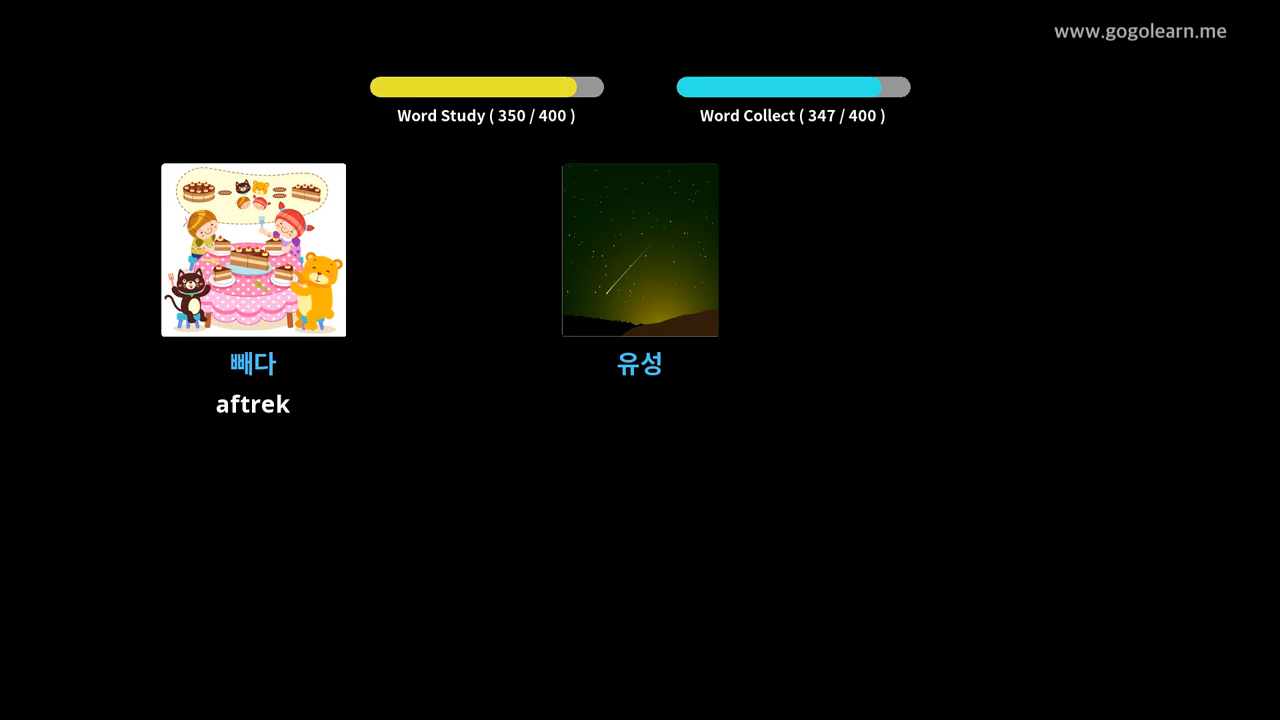 www.gogolearn.me
Word Study ( 350 / 400 )
Word Collect ( 347 / 400 )
빼다
aftrek
유성